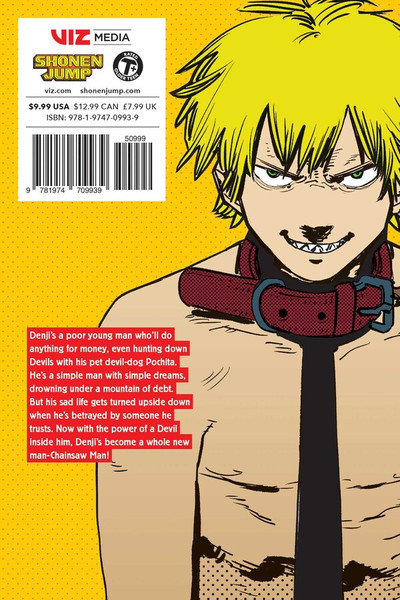 VIZ MEDIA
SHONEN
JUMP
RATED
T+
OLDER TEEN
viz.com shonenjump.com
$9.99 USA $12.99 CAN £7.99 UK
ISBN: 978-1-9747-0993-9
50999
9 781974 709939
Denji's a poor young man who'll do
anything for money, even hunting down
Devils with his pet devil-dog Pochita.
He's a simple man with simple dreams,
drowning under a mountain of debt.
But his sad life gets turned upside down
when he's betrayed by someone he
trusts. Now with the power of a Devil
inside him, Denji's become a whole new
man-Chainsaw Man!